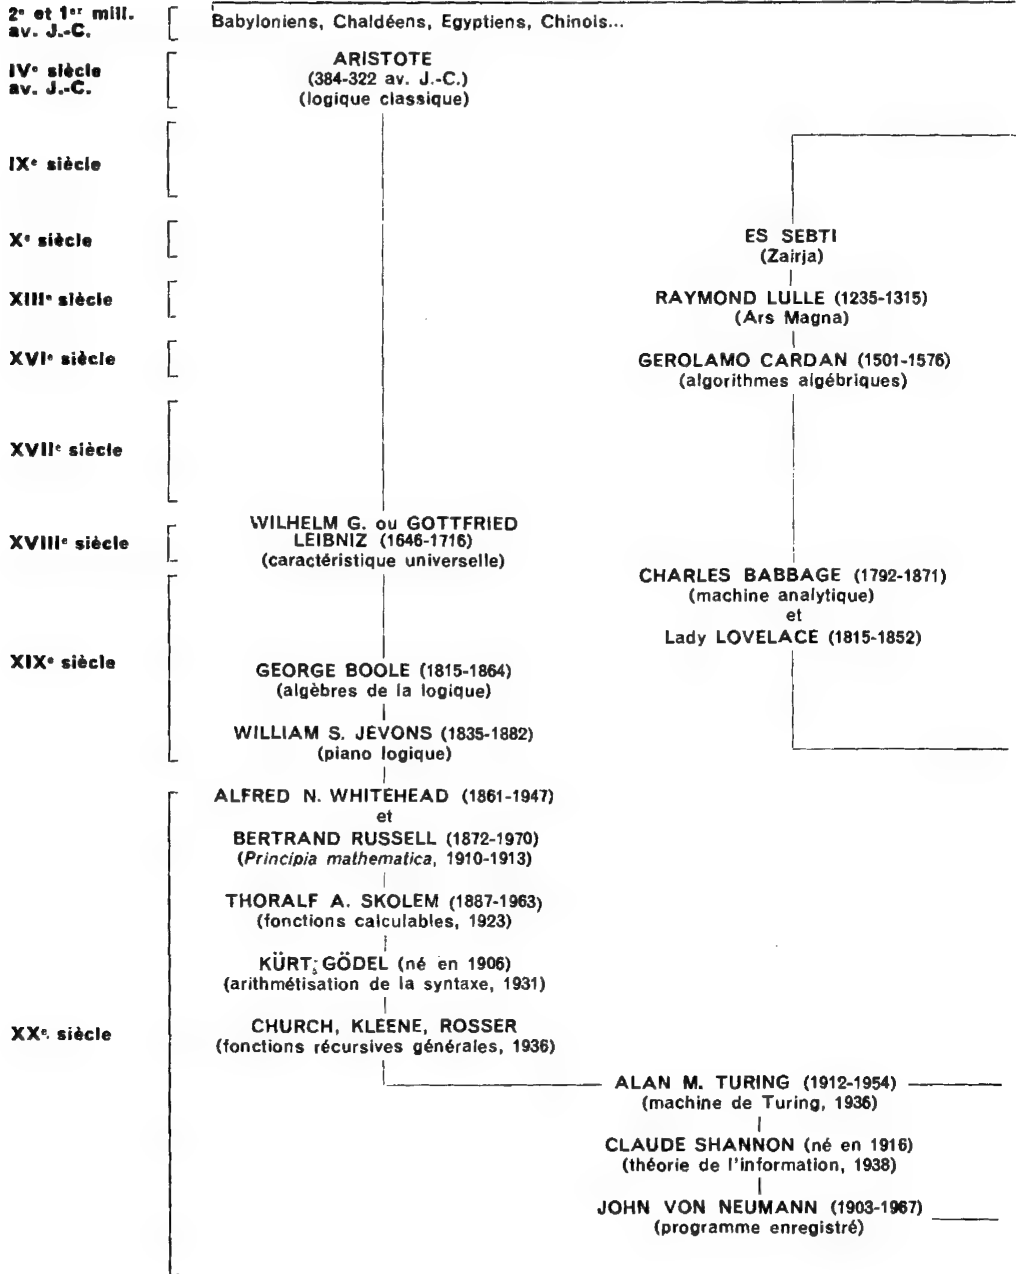 2e et 1er mill.
av. J.-C.
Babyloniens, Chaldéens, Egyptiens, Chinois...
IVe siècle
av. J.-C.
ARISTOTE
(384-322 av. J.-C.)
(logique classique)
IXe siècle
Xe siècle
ES SEBTI
(Zairja)
XIIIe siècle
RAYMOND LULLE (1235-1315)
(Ars Magna)
XVIe siècle
GEROLAMO CARDAN (1501-1576)
(algorithmes algébriques)
XVIIe siècle
XVIIIe siècle
WILHELM G. ou GOTTFRIED
LEIBNIZ (1646-1716)
(caractéristique universelle)
CHARLES BABBAGE (1792-1871)
(machine analytique)
et
Lady LOVELACE (1815-1852)
XIXe siècle
GEORGE BOOLE (1815-1864)
(algèbres de la logique)
WILLIAM S. JEVONS (1835-1882)
(piano logique)
ALFRED N. WHITEHEAD (1861-1947)
et
BERTRAND RUSSELL (1872-1970)
(Principia mathematica, 1910-1913)
THORALF A. SKOLEM (1887-1963)
(fonctions calculables, 1923)
KÜRT GÖDEL (né en 1906)
(arithmétisation de la syntaxe, 1931)
XXe siècle
CHURCH, KLEENE, ROSSER
(fonctions récursives générales, 1936)
ALAN M. TURING (1912-1954)
(machine de Turing, 1936)
CLAUDE SHANNON (né en 1916)
(théorie de l'information, 1938)
JOHN VON NEUMANN (1903-1967)
(programme enregistré)